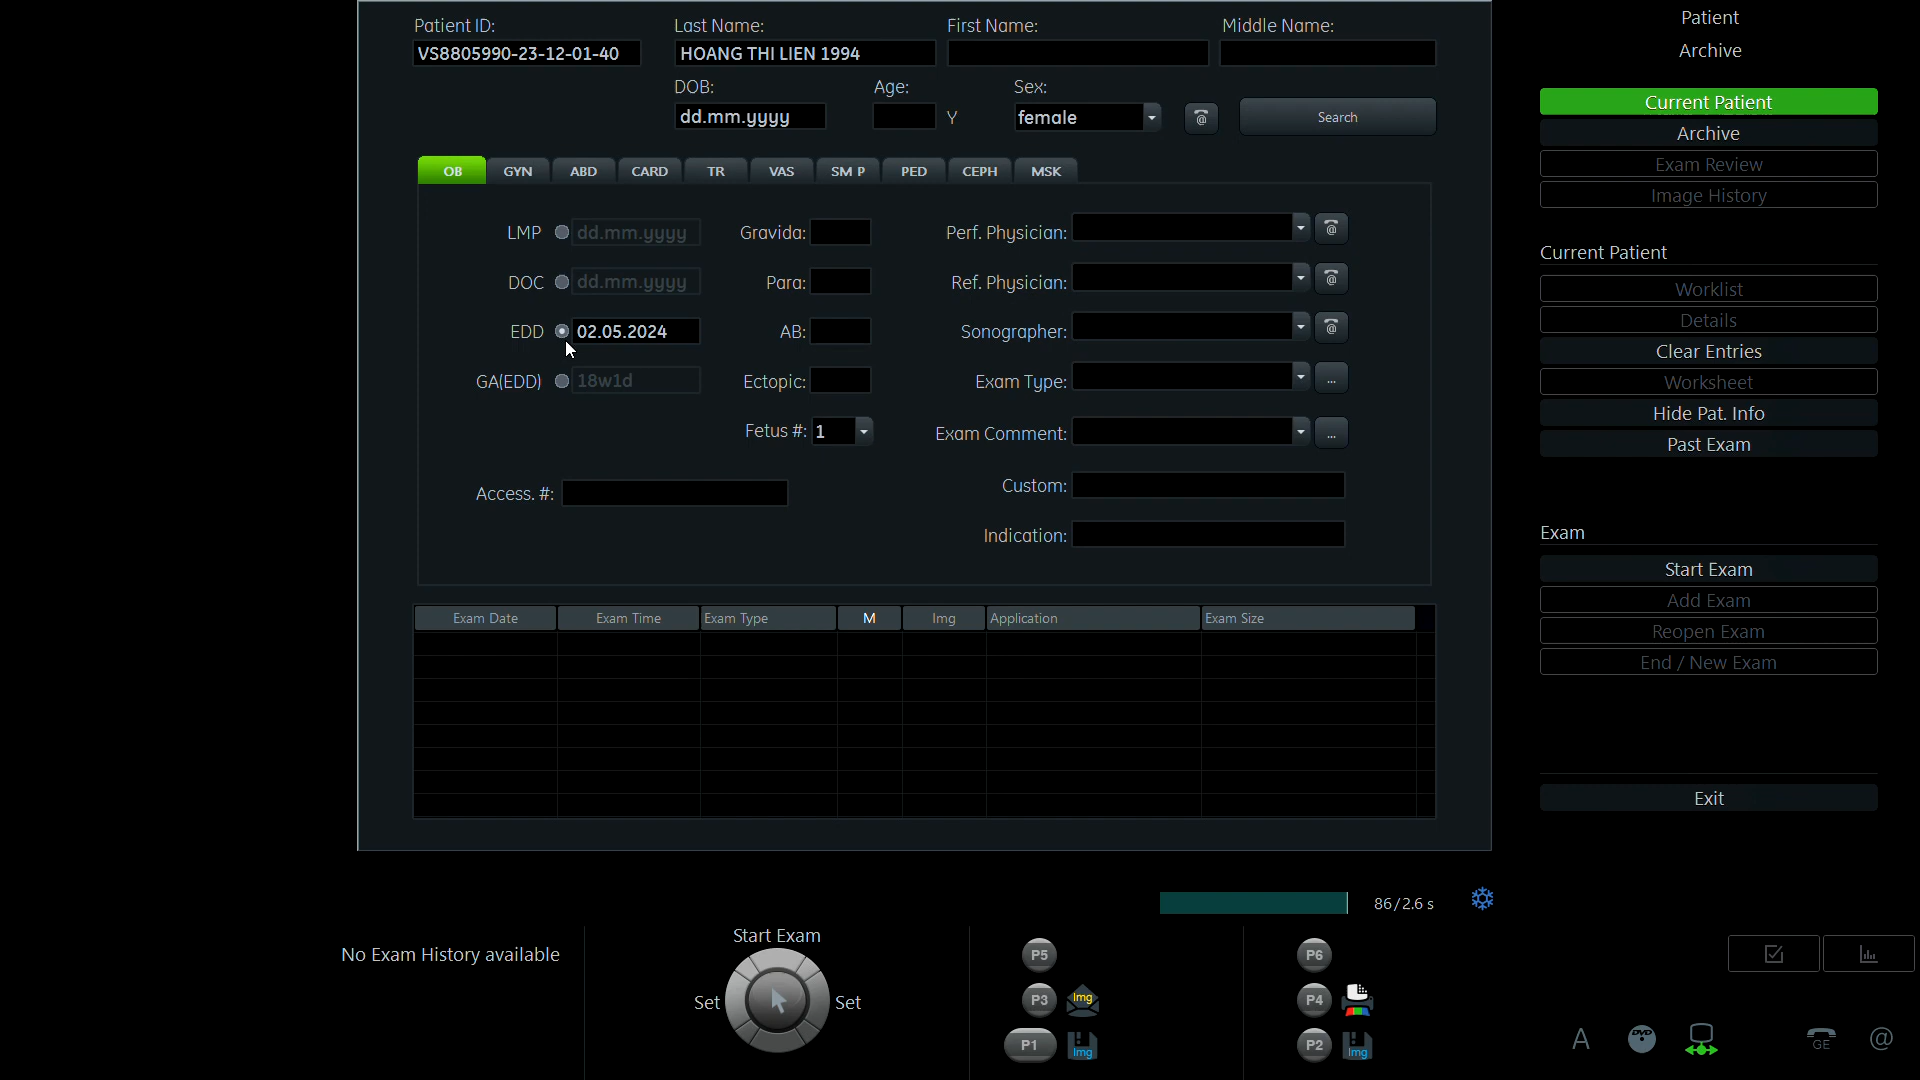 Patient ID: Last Name: First Name: Middle Name:
VS8805990-23-12-01-40 HOANG THI LIEN 1994
DOB: Age: Sex:
dd.mm.yyyy Y female @ Search
OB GYN ABD CARD TR VAS SM P PED CEPH MSK
LMP dd.mm.yyyy Gravida: Perf. Physician: @
DOC dd.mm.yyyy Para: Ref. Physician: @
EDD 02.05.2024 AB: Sonographer: @
GA(EDD) 18w1d Ectopic: Exam Type: ...
Fetus #: 1 Exam Comment: ...
Access. #: Custom:
Indication:
Exam Date Exam Time Exam Type M Img Application Exam Size
Patient
Archive
Current Patient
Archive
Exam Review
Image History
Current Patient
Worklist
Details
Clear Entries
Worksheet
Hide Pat. Info
Past Exam
Exam
Start Exam
Add Exam
Reopen Exam
End / New Exam
Exit
86/2.6 s
No Exam History available
Start Exam
Set Set
P5 P6
P3 Img P4
P1 Img P2 Img
A DVD GE @